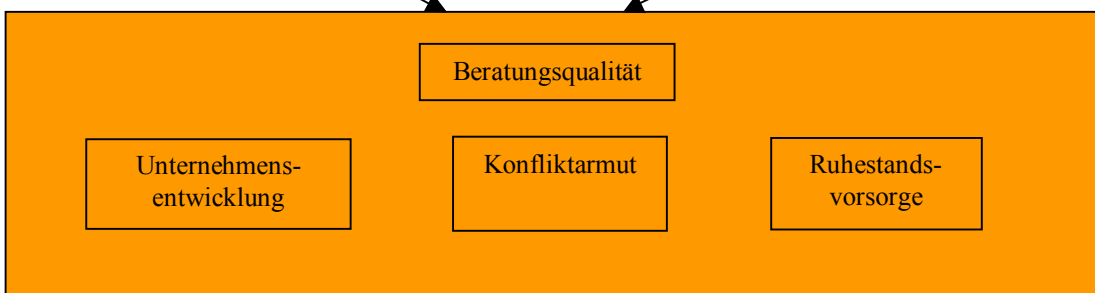 Beratungsqualität
Unternehmens-
entwicklung
Konfliktarmut
Ruhestands-
vorsorge